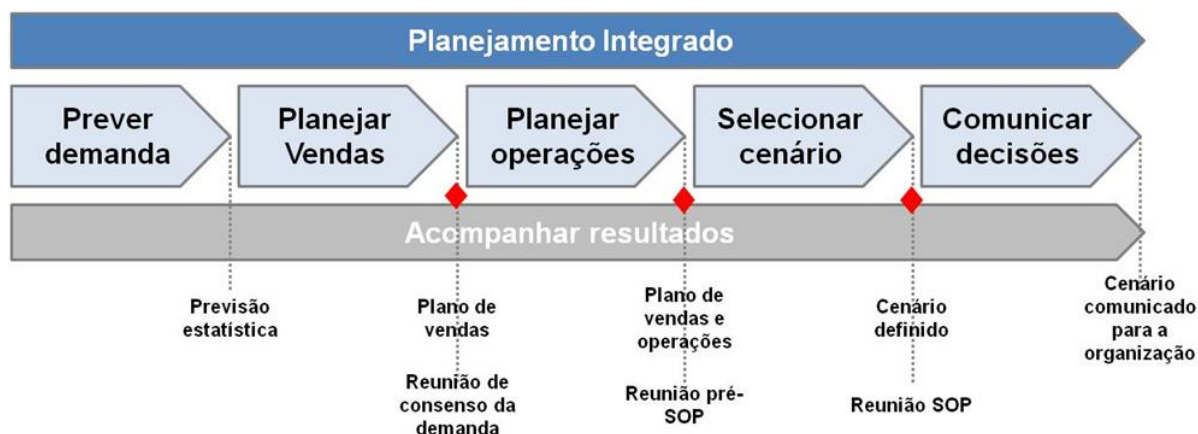 Planejamento Integrado
Prever
demanda
Planejar
Vendas
Planejar
operações
Selecionar
cenário
Comunicar
decisões
Acompanhar resultados
Previsão
estatística
Plano de
vendas
Reunião de
consenso da
demanda
Plano de
vendas e
operações
Reunião pré-
SOP
Cenário
definido
Reunião SOP
Cenário
comunicado
para a
organização